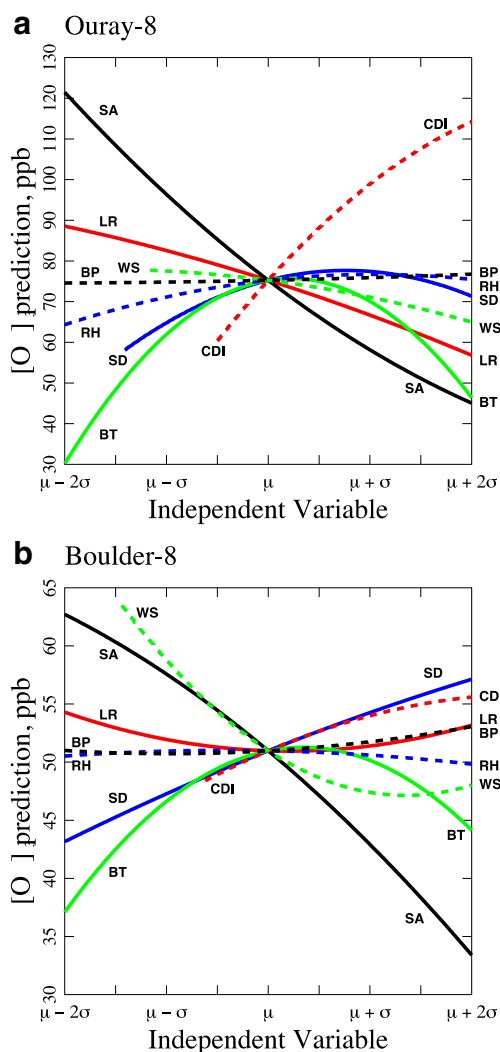 a Ouray-8
[O ] prediction, ppb
130
120
110
100
90
80
70
60
50
40
30
SA
CDI
LR
WS
BP
BP
RH
SD
RH
WS
SD
CDI
LR
SA
BT
μ − 2σ μ − σ μ μ + σ μ + 2σ
Independent Variable
b Boulder-8
[O ] prediction, ppb
65
60
55
50
45
40
35
30
WS
SA
SD
CD
LR
LR
BP
BP
RH
RH
CDI
WS
SD
BT
BT
SA
μ − 2σ μ − σ μ μ + σ μ + 2σ
Independent Variable